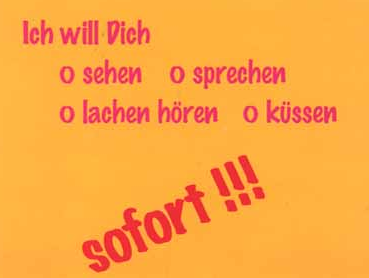 Ich will Dich
o sehen o sprechen
o lachen hören o küssen
sofort !!!